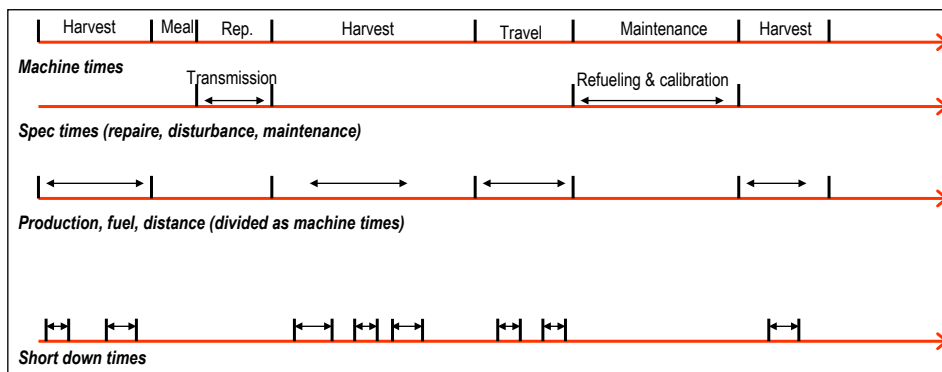 Harvest Meal Rep. Harvest Travel Maintenance Harvest
Machine times
Transmission Refueling & calibration
Spec times (repaire, disturbance, maintenance)
Production, fuel, distance (divided as machine times)
Short down times